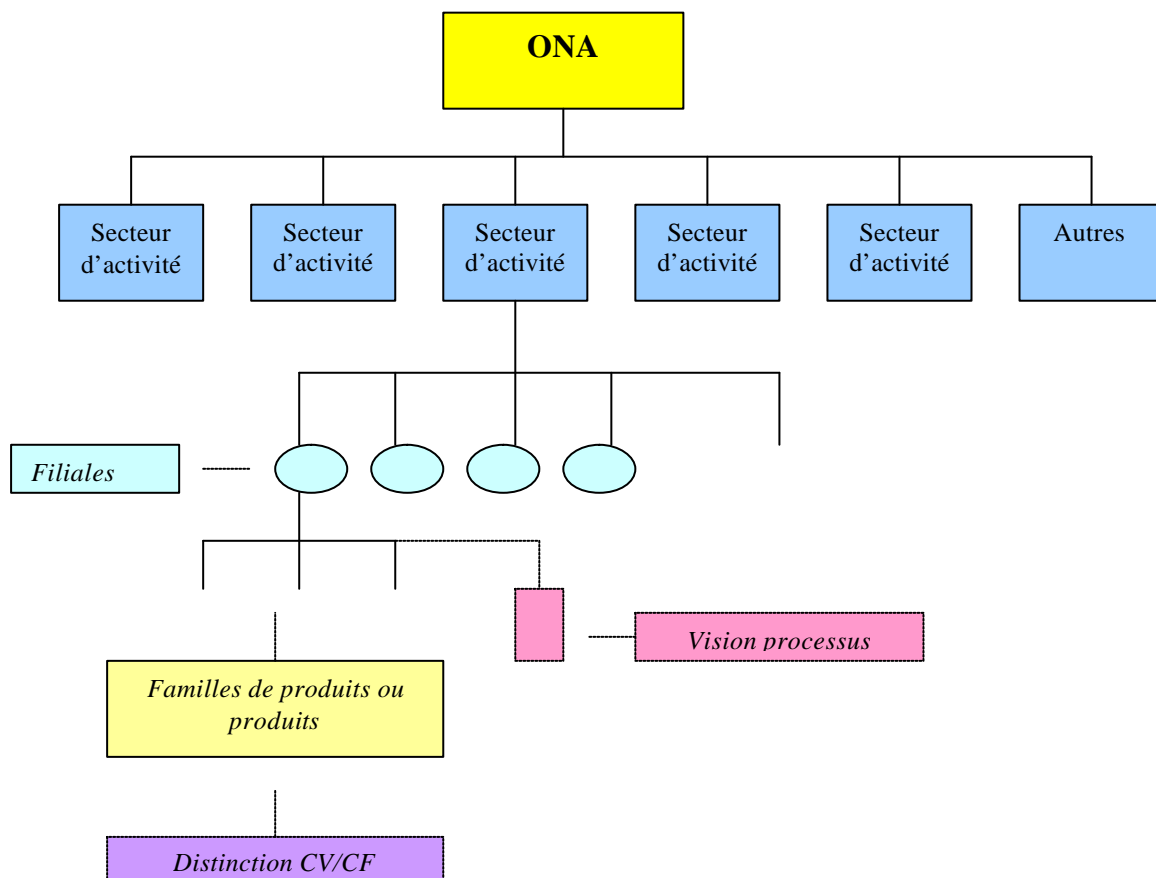 ONA
Secteur
d’activité
Secteur
d’activité
Secteur
d’activité
Secteur
d’activité
Secteur
d’activité
Autres
Filiales
Vision processus
Familles de produits ou
produits
Distinction CV/CF